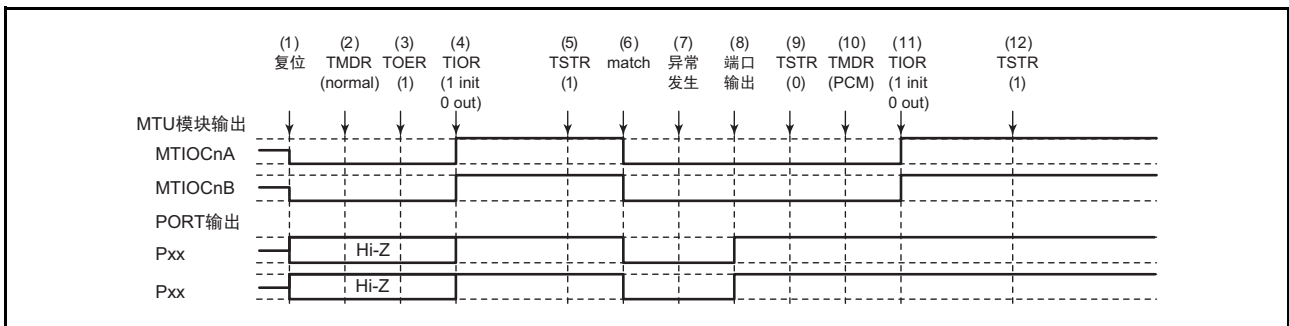 (1) (2) (3) (4) (5) (6) (7) (8) (9) (10) (11) (12)
复位 TMDR TOER TIOR TSTR match 异常 端口 TSTR TMDR TIOR TSTR
(normal) (1) (1 init (1) 发生 输出 (0) (PCM) (1 init (1)
0 out) 0 out)
MTU模块输出
MTIOCnA
MTIOCnB
PORT输出
Pxx Hi-Z
Pxx Hi-Z